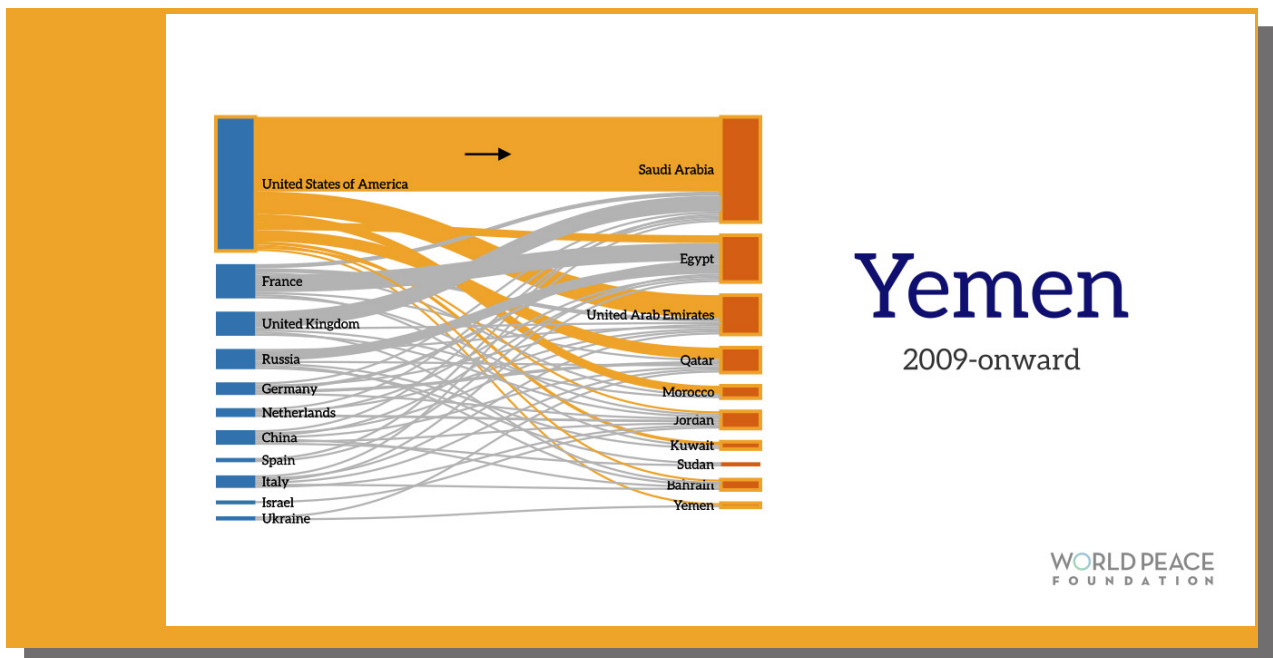 United States of America
France
United Kingdom
Russia
Germany
Netherlands
China
Spain
Italy
Israel
Ukraine
Saudi Arabia
Egypt
United Arab Emirates
Qatar
Morocco
Jordan
Kuwait
Sudan
Bahrain
Yemen
Yemen
2009-onward
WORLD PEACE
FOUNDATION